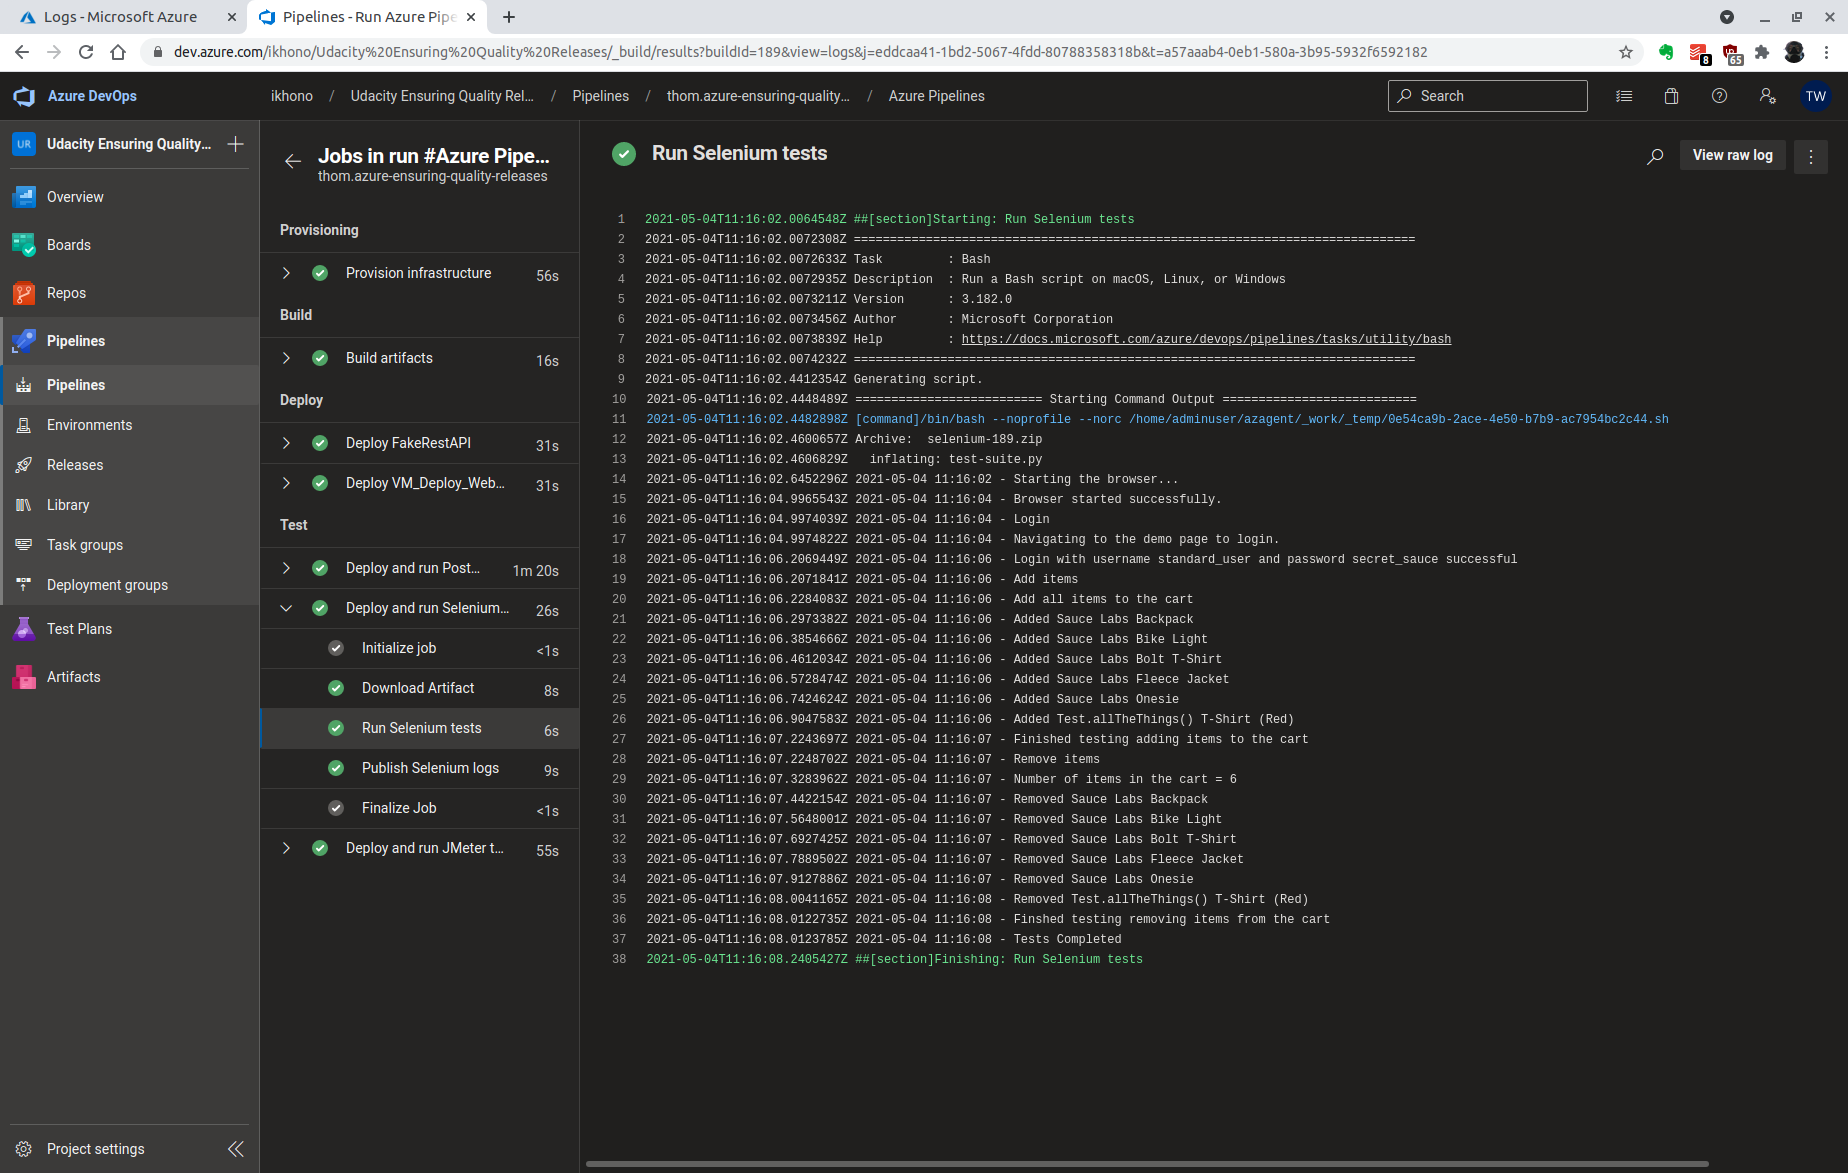 Logs - Microsoft Azure
Pipelines - Run Azure Pipe
dev.azure.com/ikhono/Udacity%20Ensuring%20Quality%20Releases/_build/results?buildId=189&view=logs&j=eddcaa41-1bd2-5067-4fdd-80788358318b&t=a57aaab4-0eb1-580a-3b95-5932f6592182
8
65
Azure DevOps
ikhono / Udacity Ensuring Quality Rel... / Pipelines / thom.azure-ensuring-quality... / Azure Pipelines
Search
TW
UR
Udacity Ensuring Quality...
Overview
Boards
Repos
Pipelines
Pipelines
Environments
Releases
Library
Task groups
Deployment groups
Test Plans
Artifacts
Project settings
Jobs in run #Azure Pipe...
thom.azure-ensuring-quality-releases
Provisioning
Provision infrastructure 56s
Build
Build artifacts 16s
Deploy
Deploy FakeRestAPI 31s
Deploy VM_Deploy_Web... 31s
Test
Deploy and run Post... 1m 20s
Deploy and run Selenium... 26s
Initialize job <1s
Download Artifact 8s
Run Selenium tests 6s
Publish Selenium logs 9s
Finalize Job <1s
Deploy and run JMeter t... 55s
Run Selenium tests
View raw log
1 2021-05-04T11:16:02.0064548Z ##[section]Starting: Run Selenium tests
2 2021-05-04T11:16:02.0072308Z ==============================================================================
3 2021-05-04T11:16:02.0072633Z Task         : Bash
4 2021-05-04T11:16:02.0072935Z Description  : Run a Bash script on macOS, Linux, or Windows
5 2021-05-04T11:16:02.0073211Z Version      : 3.182.0
6 2021-05-04T11:16:02.0073456Z Author       : Microsoft Corporation
7 2021-05-04T11:16:02.0073839Z Help         : https://docs.microsoft.com/azure/devops/pipelines/tasks/utility/bash
8 2021-05-04T11:16:02.0074232Z ==============================================================================
9 2021-05-04T11:16:02.4412354Z Generating script.
10 2021-05-04T11:16:02.4448489Z ========================== Starting Command Output ===========================
11 2021-05-04T11:16:02.4482898Z [command]/bin/bash --noprofile --norc /home/adminuser/azagent/_work/_temp/0e54ca9b-2ace-4e50-b7b9-ac7954bc2c44.sh
12 2021-05-04T11:16:02.4600657Z Archive:  selenium-189.zip
13 2021-05-04T11:16:02.4606829Z   inflating: test-suite.py
14 2021-05-04T11:16:02.6452296Z 2021-05-04 11:16:02 - Starting the browser...
15 2021-05-04T11:16:04.9965543Z 2021-05-04 11:16:04 - Browser started successfully.
16 2021-05-04T11:16:04.9974039Z 2021-05-04 11:16:04 - Login
17 2021-05-04T11:16:04.9974822Z 2021-05-04 11:16:04 - Navigating to the demo page to login.
18 2021-05-04T11:16:06.2069449Z 2021-05-04 11:16:06 - Login with username standard_user and password secret_sauce successful
19 2021-05-04T11:16:06.2071841Z 2021-05-04 11:16:06 - Add items
20 2021-05-04T11:16:06.2284083Z 2021-05-04 11:16:06 - Add all items to the cart
21 2021-05-04T11:16:06.2973382Z 2021-05-04 11:16:06 - Added Sauce Labs Backpack
22 2021-05-04T11:16:06.3854666Z 2021-05-04 11:16:06 - Added Sauce Labs Bike Light
23 2021-05-04T11:16:06.4612034Z 2021-05-04 11:16:06 - Added Sauce Labs Bolt T-Shirt
24 2021-05-04T11:16:06.5728474Z 2021-05-04 11:16:06 - Added Sauce Labs Fleece Jacket
25 2021-05-04T11:16:06.7424624Z 2021-05-04 11:16:06 - Added Sauce Labs Onesie
26 2021-05-04T11:16:06.9047583Z 2021-05-04 11:16:06 - Added Test.allTheThings() T-Shirt (Red)
27 2021-05-04T11:16:07.2243697Z 2021-05-04 11:16:07 - Finished testing adding items to the cart
28 2021-05-04T11:16:07.2248702Z 2021-05-04 11:16:07 - Remove items
29 2021-05-04T11:16:07.3283962Z 2021-05-04 11:16:07 - Number of items in the cart = 6
30 2021-05-04T11:16:07.4422154Z 2021-05-04 11:16:07 - Removed Sauce Labs Backpack
31 2021-05-04T11:16:07.5648001Z 2021-05-04 11:16:07 - Removed Sauce Labs Bike Light
32 2021-05-04T11:16:07.6927425Z 2021-05-04 11:16:07 - Removed Sauce Labs Bolt T-Shirt
33 2021-05-04T11:16:07.7889502Z 2021-05-04 11:16:07 - Removed Sauce Labs Fleece Jacket
34 2021-05-04T11:16:07.9127886Z 2021-05-04 11:16:07 - Removed Sauce Labs Onesie
35 2021-05-04T11:16:08.0041165Z 2021-05-04 11:16:08 - Removed Test.allTheThings() T-Shirt (Red)
36 2021-05-04T11:16:08.0122735Z 2021-05-04 11:16:08 - Finshed testing removing items from the cart
37 2021-05-04T11:16:08.0123785Z 2021-05-04 11:16:08 - Tests Completed
38 2021-05-04T11:16:08.2405427Z ##[section]Finishing: Run Selenium tests